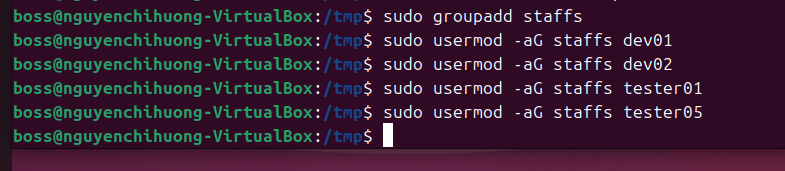 boss@nguyenchihuong-VirtualBox:/tmp$ sudo groupadd staffs
boss@nguyenchihuong-VirtualBox:/tmp$ sudo usermod -aG staffs dev01
boss@nguyenchihuong-VirtualBox:/tmp$ sudo usermod -aG staffs dev02
boss@nguyenchihuong-VirtualBox:/tmp$ sudo usermod -aG staffs tester01
boss@nguyenchihuong-VirtualBox:/tmp$ sudo usermod -aG staffs tester05
boss@nguyenchihuong-VirtualBox:/tmp$